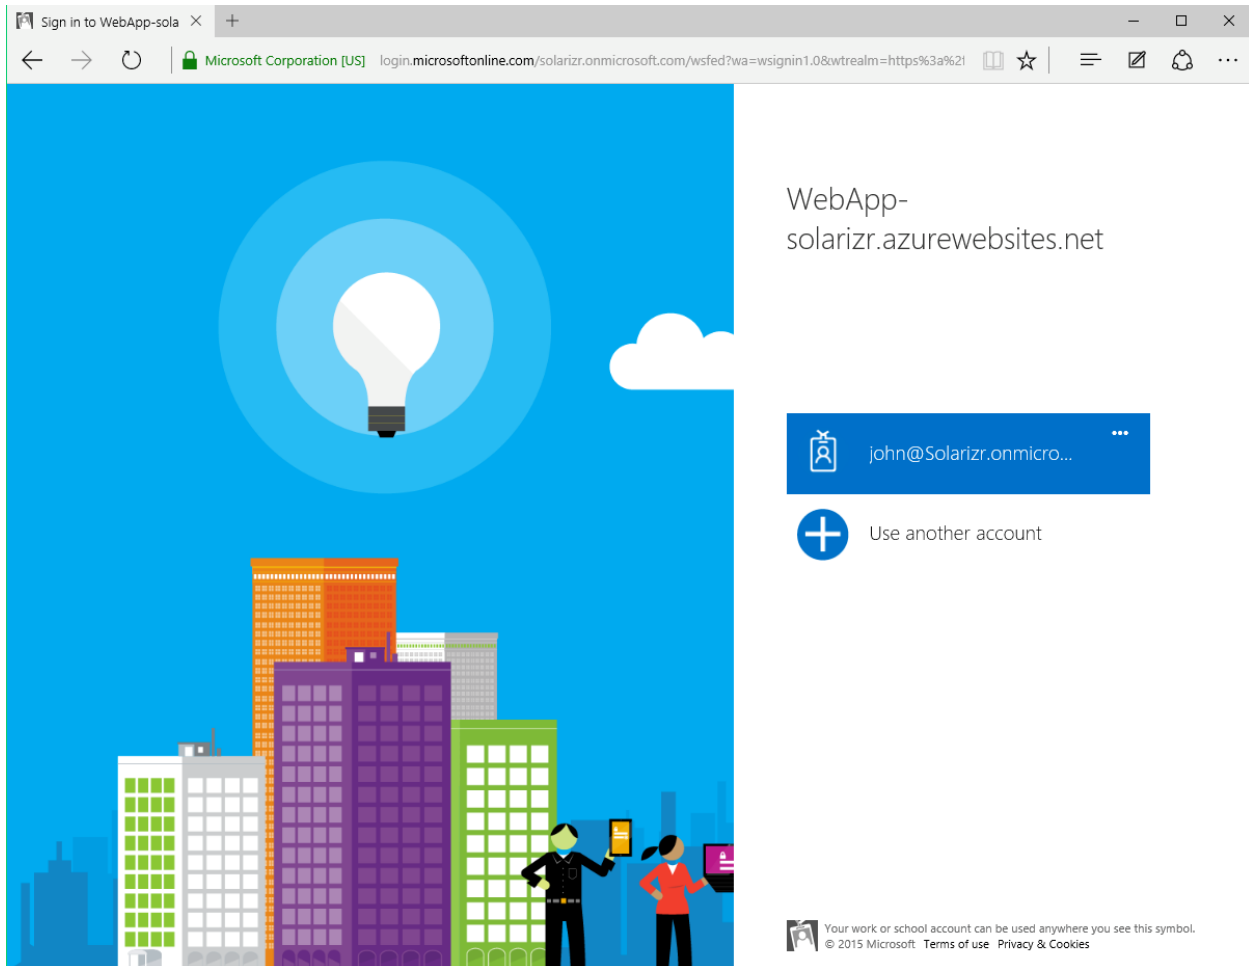 Sign in to WebApp-sola
Microsoft Corporation [US] login.microsoftonline.com/solarizr.onmicrosoft.com/wsfed?wa=wsignin1.0&wtrealm=https%3a%2f
WebApp-
solarizr.azurewebsites.net
john@Solarizr.onmicro...
Use another account
Your work or school account can be used anywhere you see this symbol.
© 2015 Microsoft Terms of use Privacy & Cookies